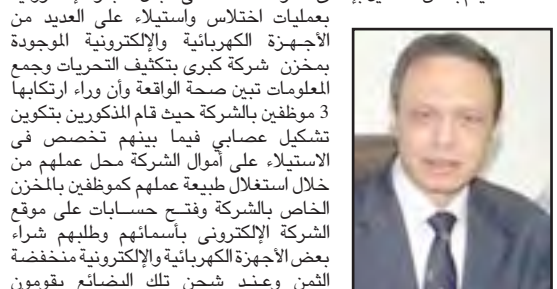 بعمليات اختلاس واستيلاء على العديد من
الأجهزة الكهربائية والإلكترونية الموجودة
بمخزن شركة كبرى بتكثيف التحريات وجمع
المعلومات تبين صحة الواقعة وأن وراء ارتكابها
3 موظفين بالشركة حيث قام المذكورين بتكوين
تشكيل عصابي فيما بينهم تخصص فى
الاستيلاء على أموال الشركة محل عملهم من
خلال استغلال طبيعة عملهم كموظفين بالمخزن
الخاص بالشركة وفتح حسابات على موقع
الشركة الإلكترونى بأسمائهم وطلبهم شراء
بعض الأجهزة الكهربائية والإلكترونية منخفضة
الثمن وعند شحن تلك البضائع يقومون